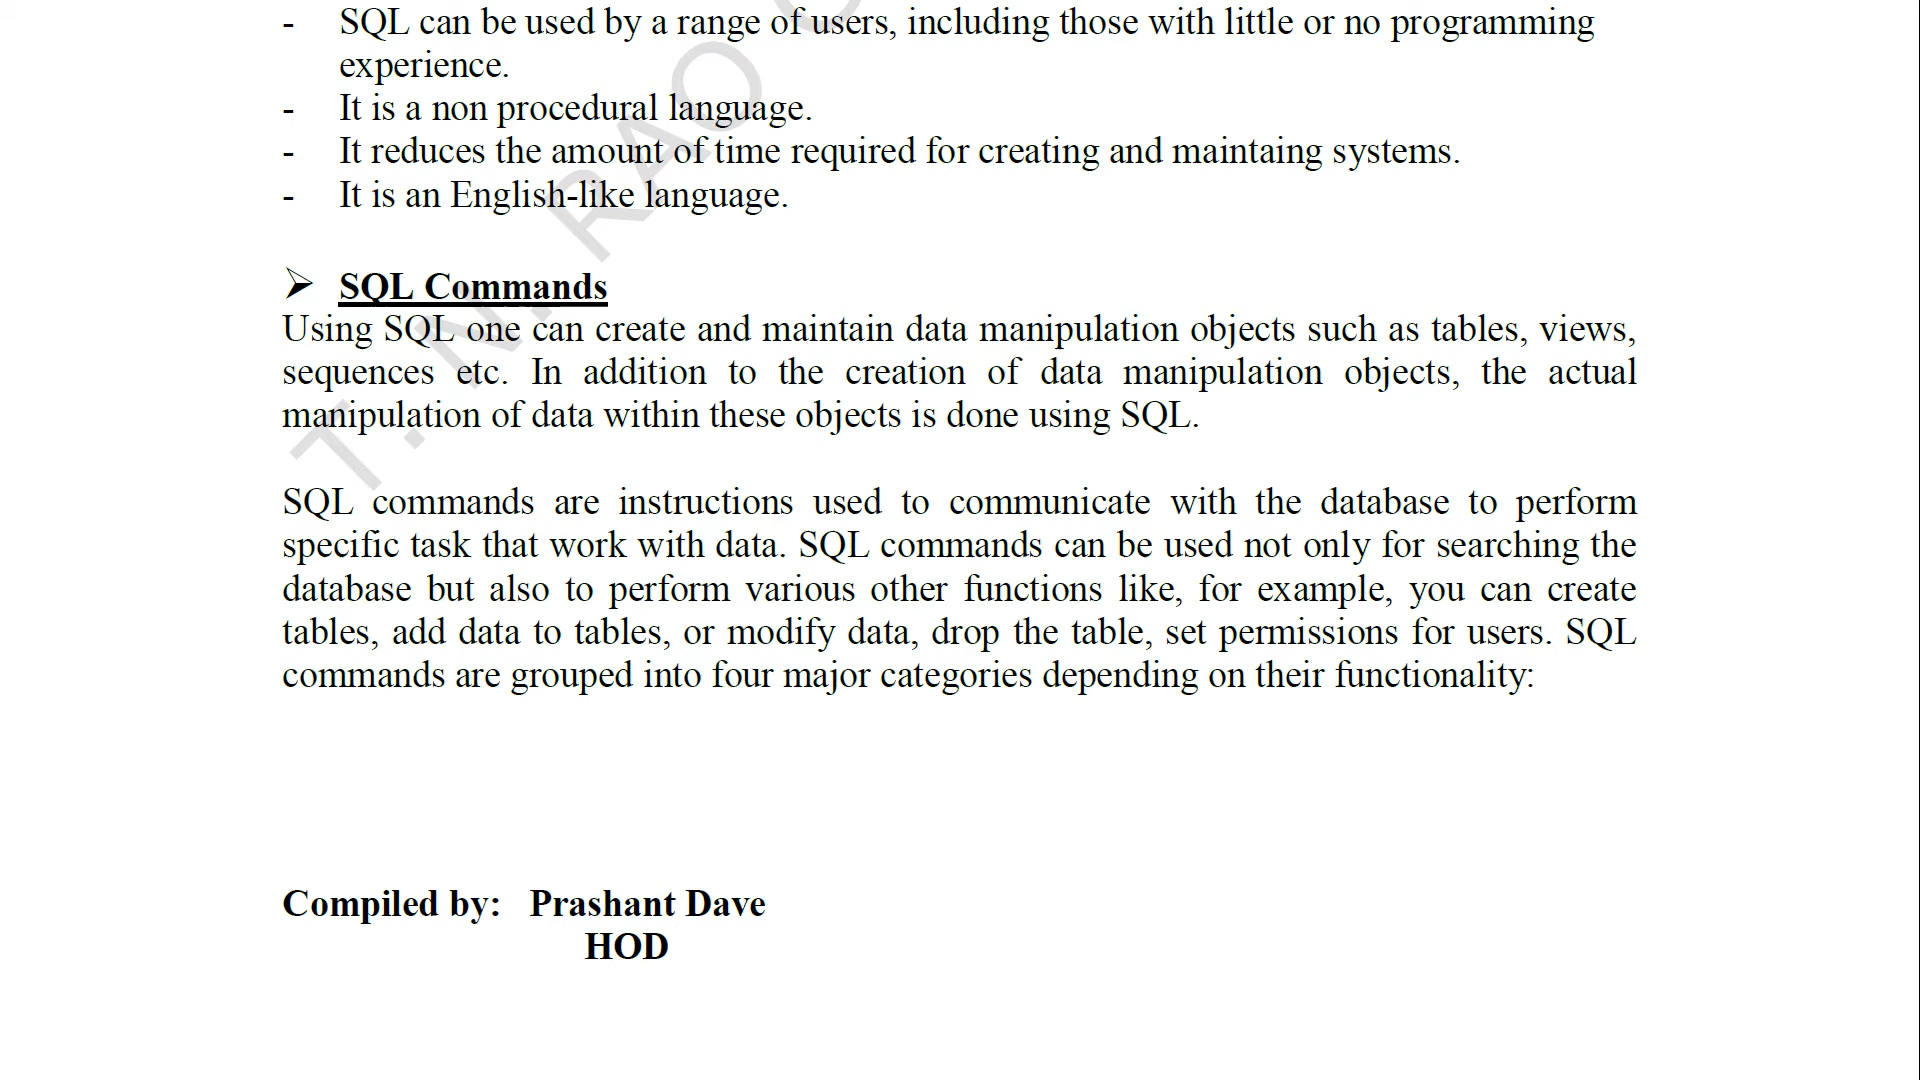 - SQL can be used by a range of users, including those with little or no programming
experience.
- It is a non procedural language.
- It reduces the amount of time required for creating and maintaing systems.
- It is an English-like language.
➢ SQL Commands
Using SQL one can create and maintain data manipulation objects such as tables, views,
sequences etc. In addition to the creation of data manipulation objects, the actual
manipulation of data within these objects is done using SQL.
SQL commands are instructions used to communicate with the database to perform
specific task that work with data. SQL commands can be used not only for searching the
database but also to perform various other functions like, for example, you can create
tables, add data to tables, or modify data, drop the table, set permissions for users. SQL
commands are grouped into four major categories depending on their functionality:
Compiled by: Prashant Dave
HOD
T. N. RAO